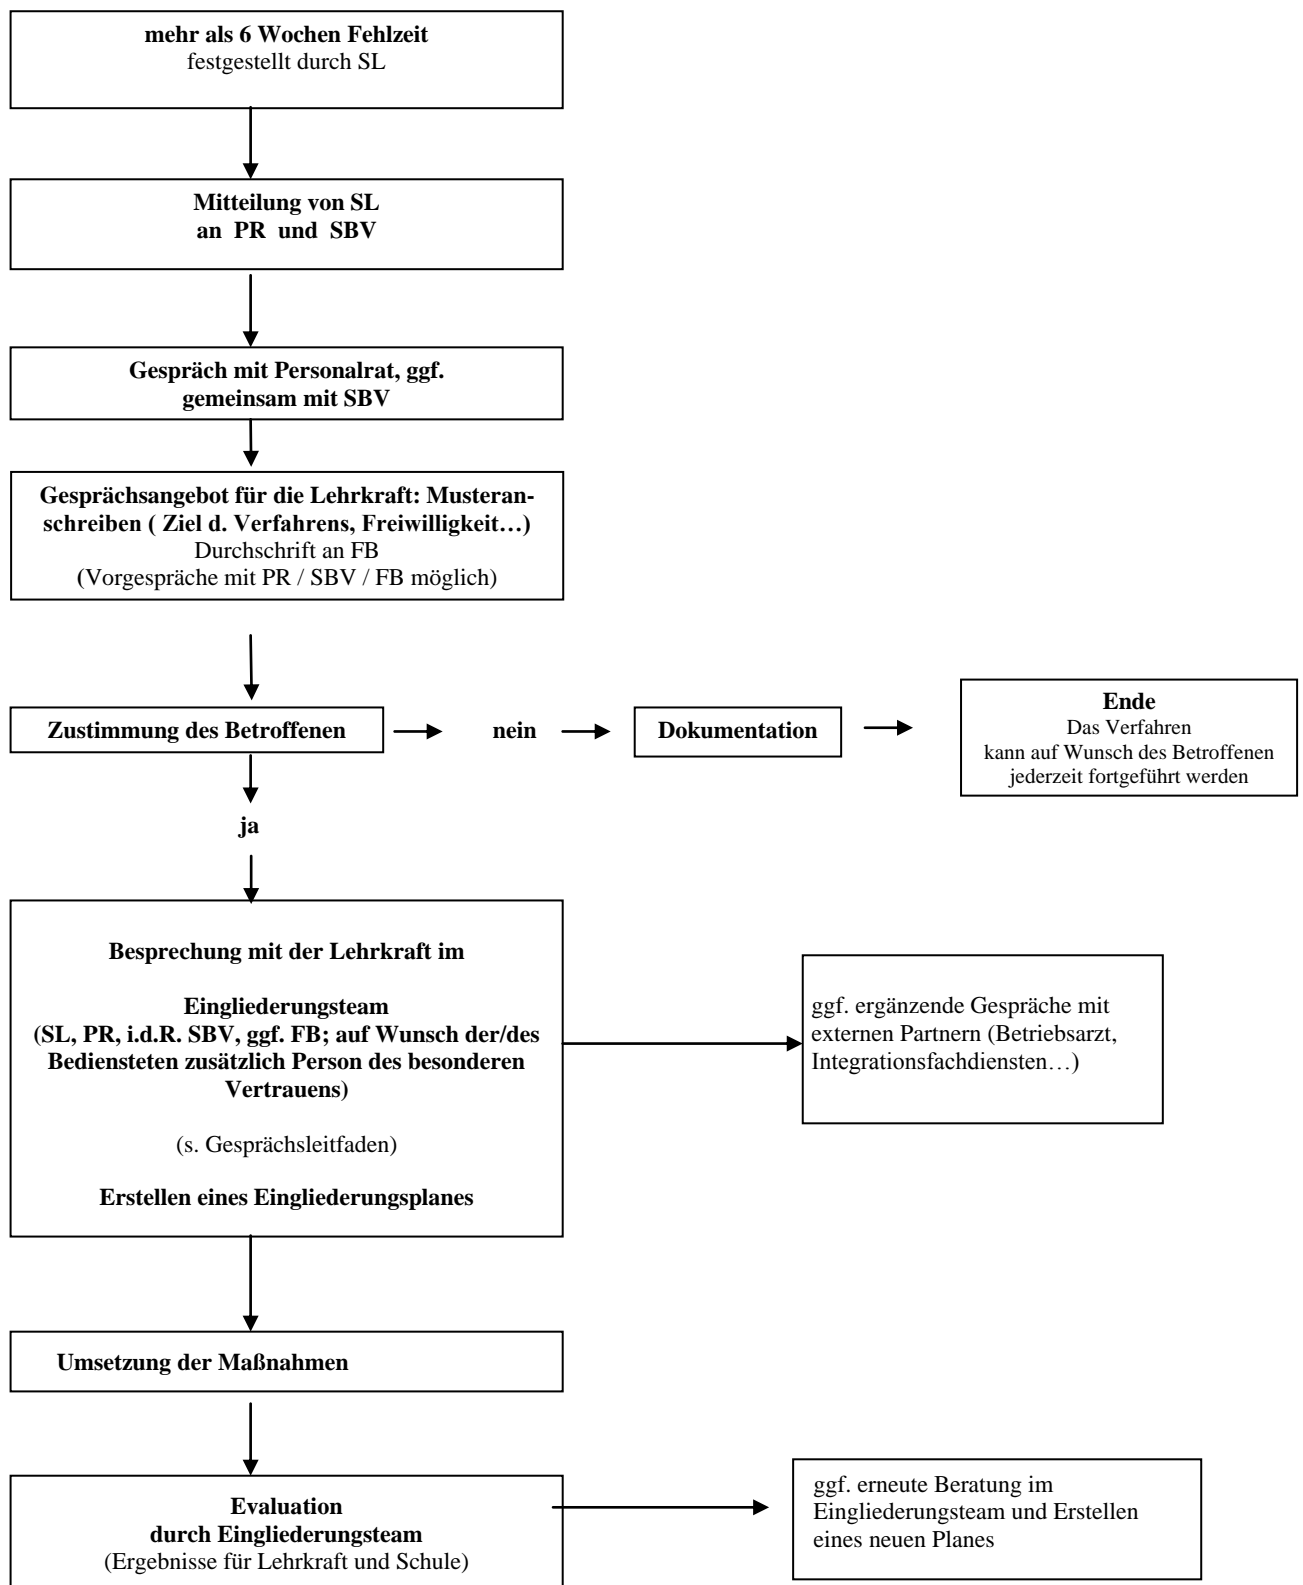 mehr als 6 Wochen Fehlzeit
festgestellt durch SL
Mitteilung von SL
an PR und SBV
Gespräch mit Personalrat, ggf.
gemeinsam mit SBV
Gesprächsangebot für die Lehrkraft: Musteran-
schreiben ( Ziel d. Verfahrens, Freiwilligkeit…)
Durchschrift an FB
(Vorgespräche mit PR / SBV / FB möglich)
Zustimmung des Betroffenen
nein
Dokumentation
Ende
Das Verfahren
kann auf Wunsch des Betroffenen
jederzeit fortgeführt werden
ja
Besprechung mit der Lehrkraft im
Eingliederungsteam
(SL, PR, i.d.R. SBV, ggf. FB; auf Wunsch der/des
Bediensteten zusätzlich Person des besonderen
Vertrauens)
(s. Gesprächsleitfaden)
Erstellen eines Eingliederungsplanes
ggf. ergänzende Gespräche mit
externen Partnern (Betriebsarzt,
Integrationsfachdiensten…)
Umsetzung der Maßnahmen
Evaluation
durch Eingliederungsteam
(Ergebnisse für Lehrkraft und Schule)
ggf. erneute Beratung im
Eingliederungsteam und Erstellen
eines neuen Planes